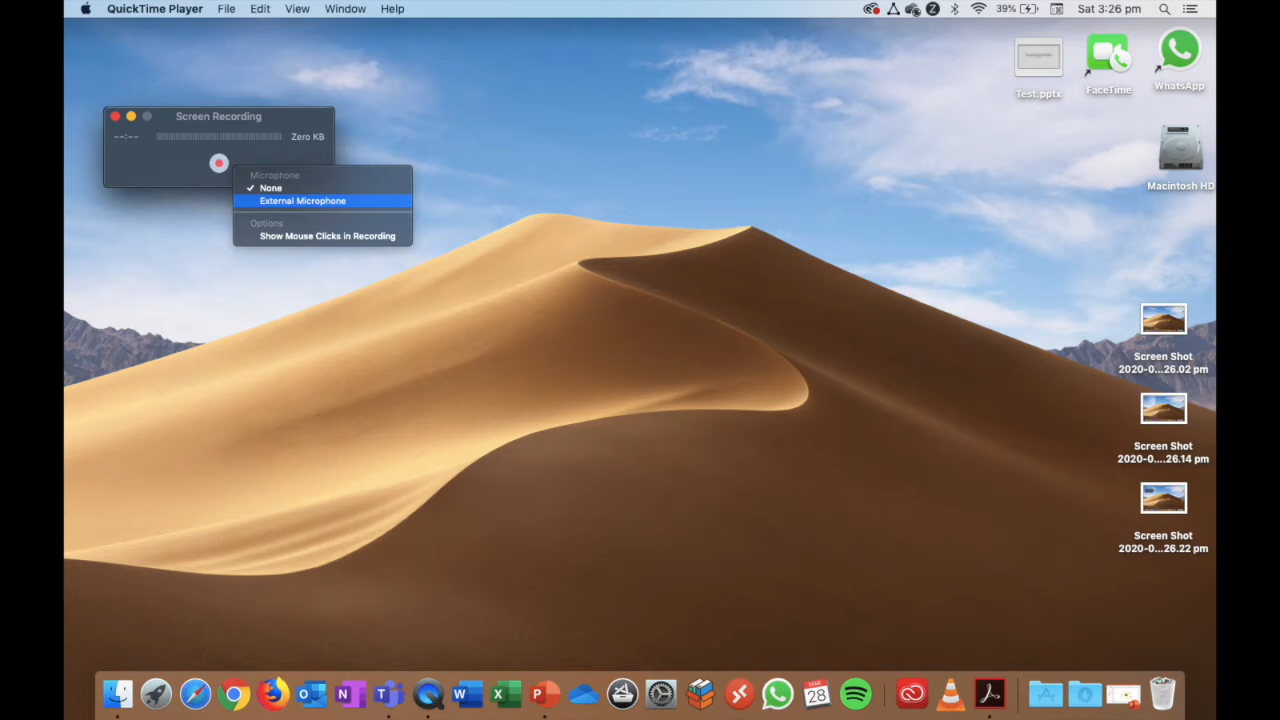 QuickTime Player File Edit View Window Help
39% Sat 3:26 pm
Screen Recording
--:-- Zero KB
Microphone
✓ None
External Microphone
Options
Show Mouse Clicks in Recording
Test.pptx
FaceTime
WhatsApp
Macintosh HD
Screen Shot
2020-0...26.02 pm
Screen Shot
2020-0....26.14 pm
Screen Shot
2020-0...26.22 pm
MAR
28